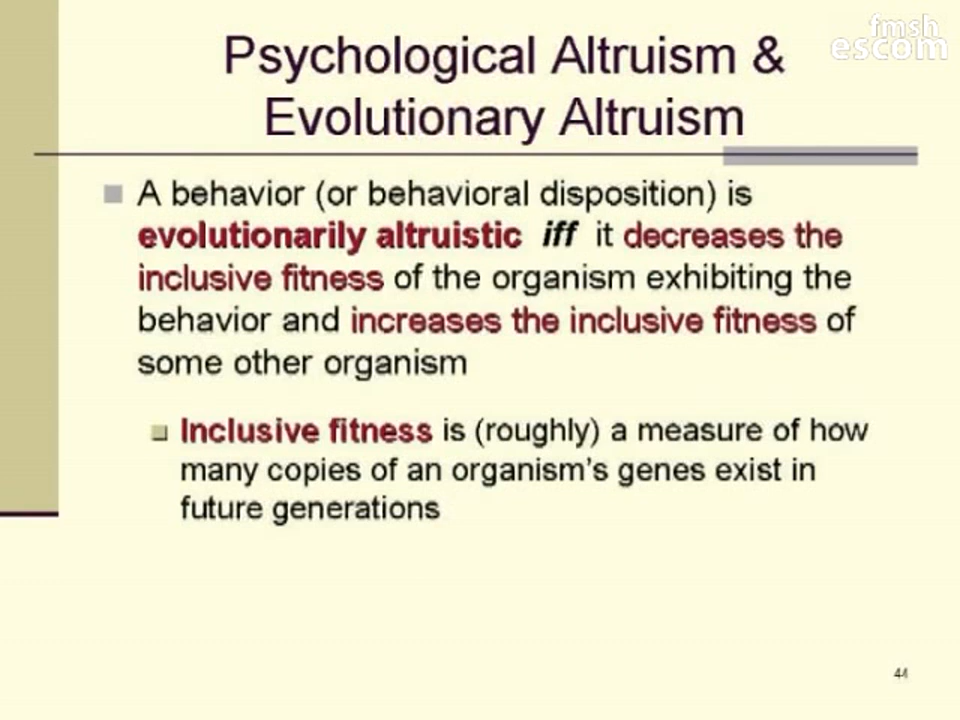 fmsh
escom
Psychological Altruism &
Evolutionary Altruism
A behavior (or behavioral disposition) is
evolutionarily altruistic iff it decreases the
inclusive fitness of the organism exhibiting the
behavior and increases the inclusive fitness of
some other organism
Inclusive fitness is (roughly) a measure of how
many copies of an organism's genes exist in
future generations
44